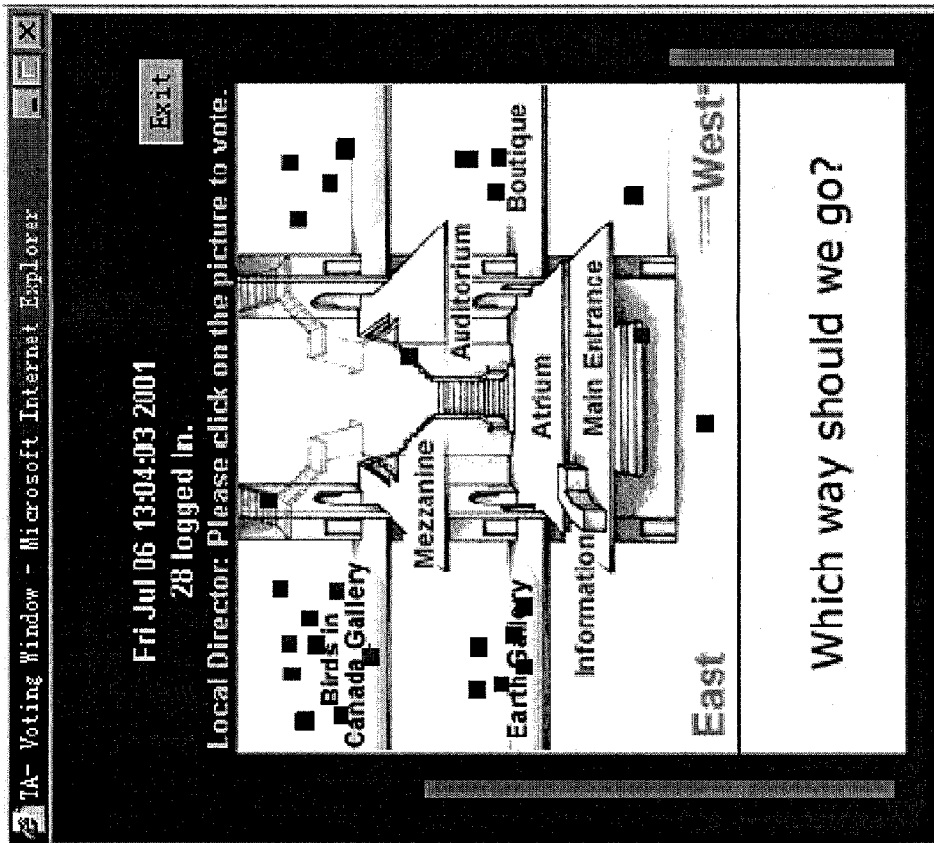 TA- Voting Window - Microsoft Internet Explorer
Fri Jul 06 13:04:03 2001
28 logged In.
Exit
Local Director: Please click on the picture to vote.
Birds in
Canada Gallery
Mezzanine
Auditorium
Earth Gallery
Boutique
Atrium
Information
Main Entrance
East
West
Which way should we go?